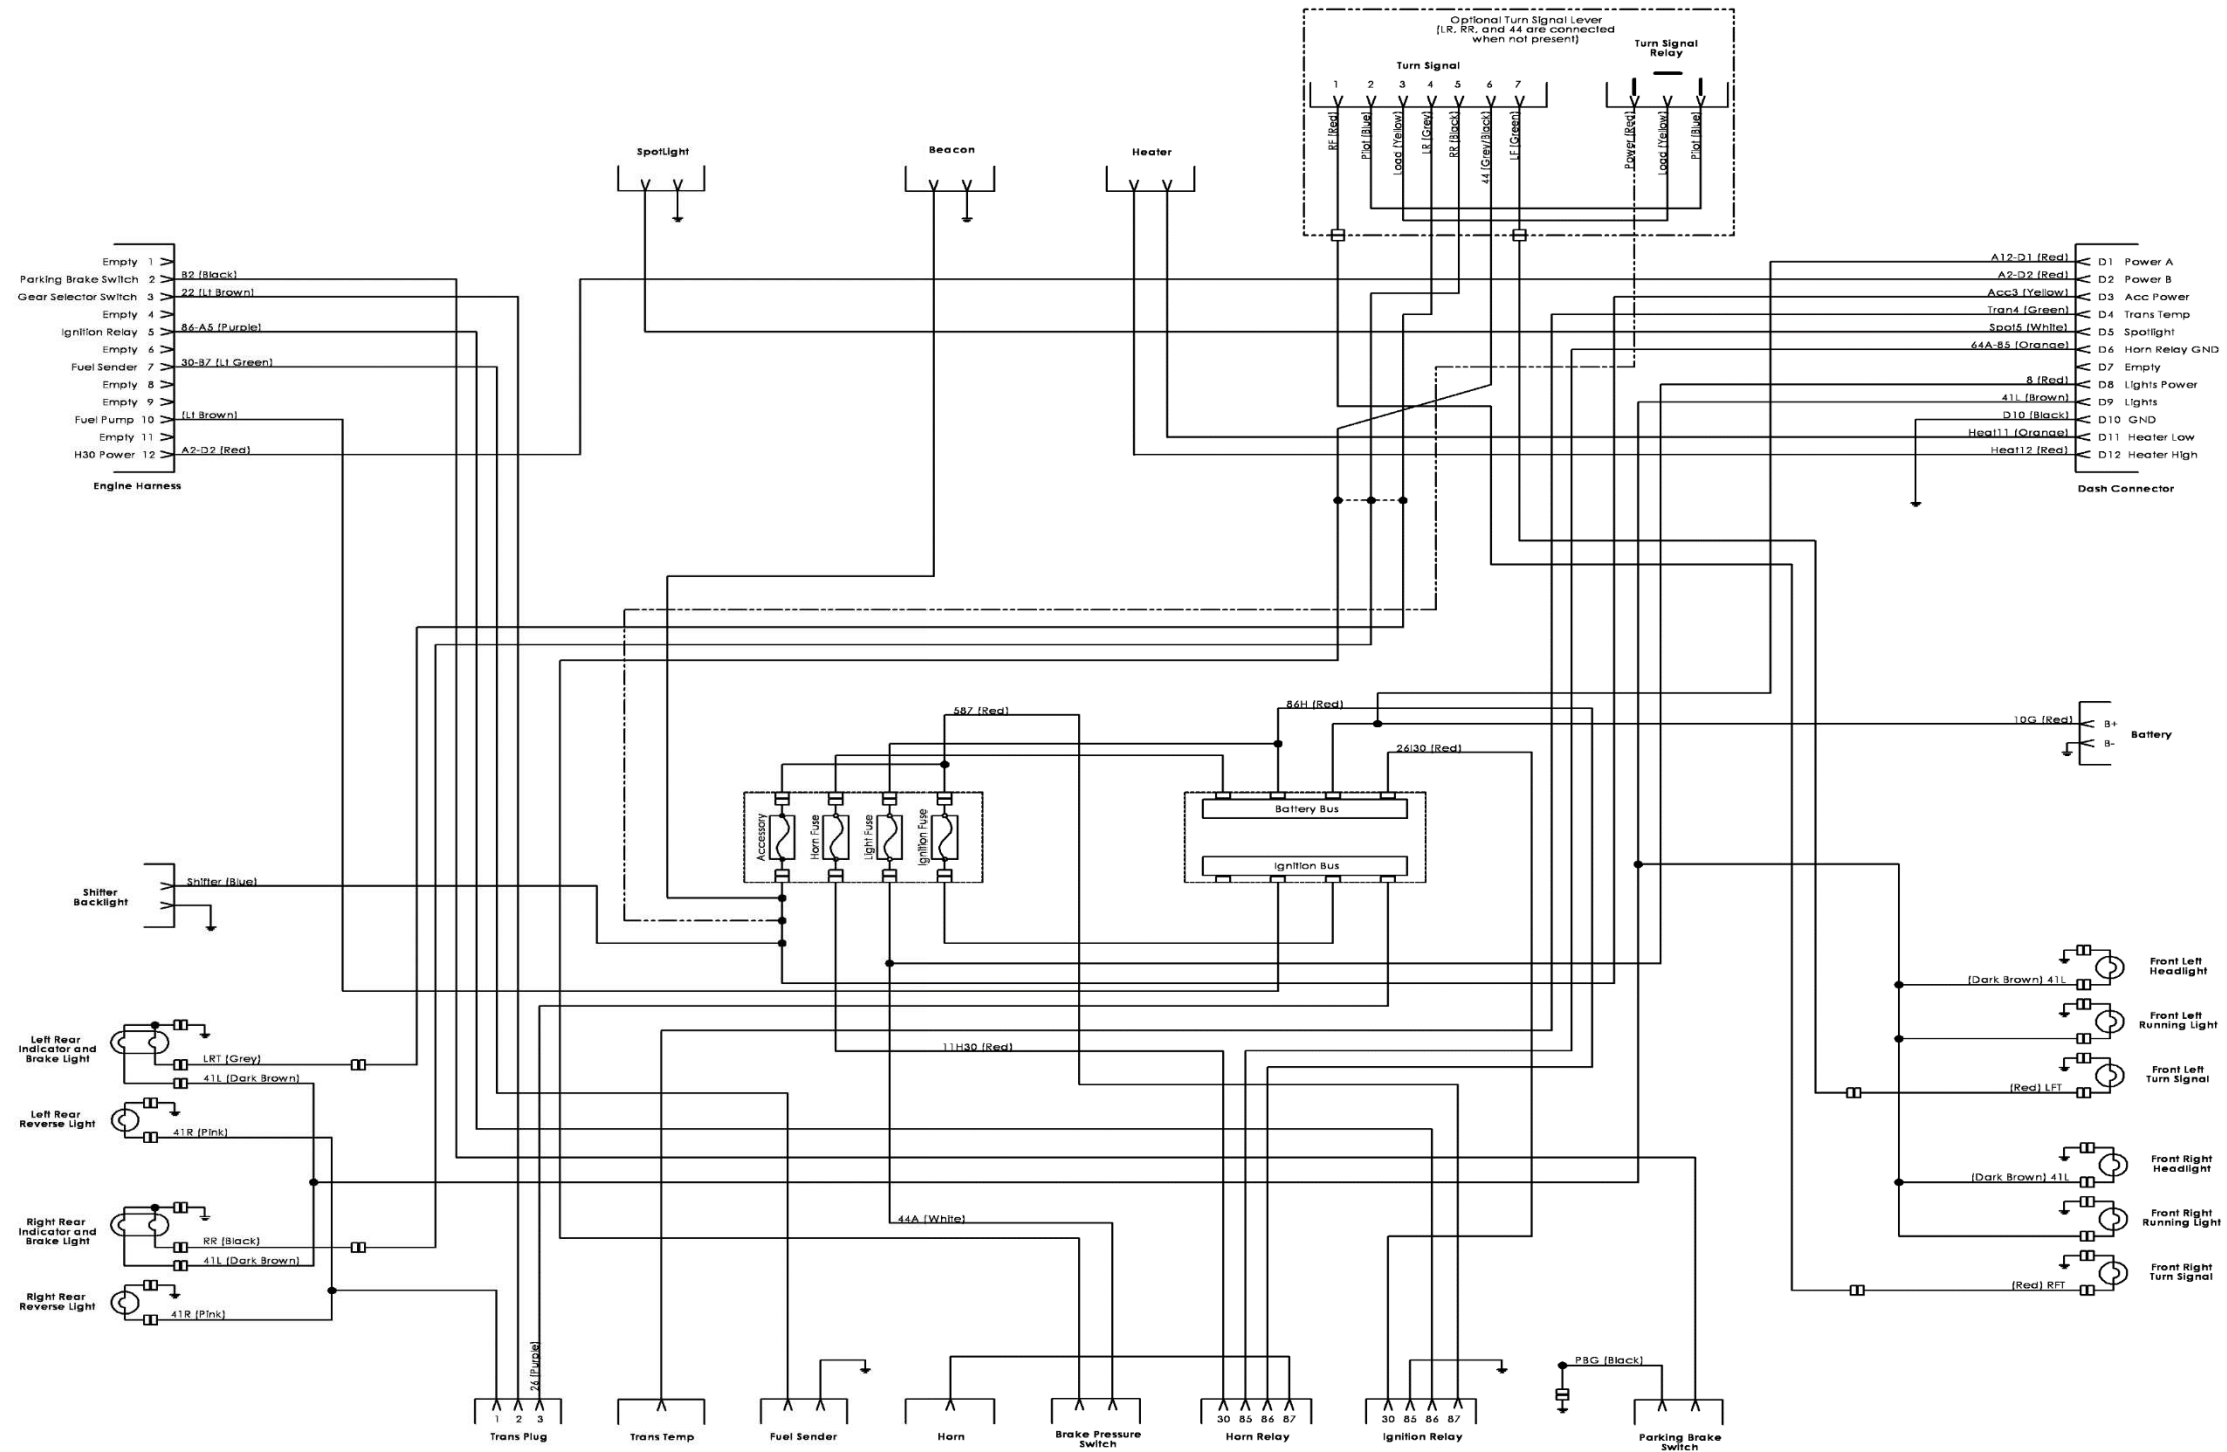 Optional Turn Signal Lever
(LR, RR, and 44 are connected
when not present)
Turn Signal
Relay
Turn Signal
1 2 3 4 5 6 7
RF (Red)
Pilot (Blue)
Load (Yellow)
LR (Grey)
RR (Black)
44 (Grey/Black)
LF (Green)
Power (Red)
Load (Yellow)
Pilot (Blue)
SpotLight
Beacon
Heater
Empty 1
Parking Brake Switch 2 B2 (Black)
Gear Selector Switch 3 22 (Lt Brown)
Empty 4
Ignition Relay 5 86-A5 (Purple)
Empty 6
Fuel Sender 7 30-B7 (Lt Green)
Empty 8
Empty 9
Fuel Pump 10 (Lt Brown)
Empty 11
H30 Power 12 A2-D2 (Red)
Engine Harness
A12-D1 (Red) D1 Power A
A2-D2 (Red) D2 Power B
Acc3 (Yellow) D3 Acc Power
Tran4 (Green) D4 Trans Temp
Spot5 (White) D5 Spotlight
64A-85 (Orange) D6 Horn Relay GND
D7 Empty
8 (Red) D8 Lights Power
41L (Brown) D9 Lights
D10 (Black) D10 GND
Heat11 (Orange) D11 Heater Low
Heat12 (Red) D12 Heater High
Dash Connector
587 (Red)
86H (Red)
26I30 (Red)
10G (Red) B+
B-
Battery
Accessory
Horn Fuse
Light Fuse
Ignition Fuse
Battery Bus
Ignition Bus
Shifter
Backlight
Shifter (Blue)
Front Left
Headlight
(Dark Brown) 41L
Front Left
Running Light
Front Left
Turn Signal
(Red) LFT
Left Rear
Indicator and
Brake Light
LRT (Grey)
41L (Dark Brown)
11H30 (Red)
Left Rear
Reverse Light
41R (Pink)
Front Right
Headlight
(Dark Brown) 41L
Right Rear
Indicator and
Brake Light
RR (Black)
41L (Dark Brown)
44A (White)
Front Right
Running Light
Front Right
Turn Signal
(Red) RFT
Right Rear
Reverse Light
41R (Pink)
26 (Purple)
PBG (Black)
1 2 3
Trans Plug
Trans Temp
Fuel Sender
Horn
Brake Pressure
Switch
30 85 86 87
Horn Relay
30 85 86 87
Ignition Relay
Parking Brake
Switch